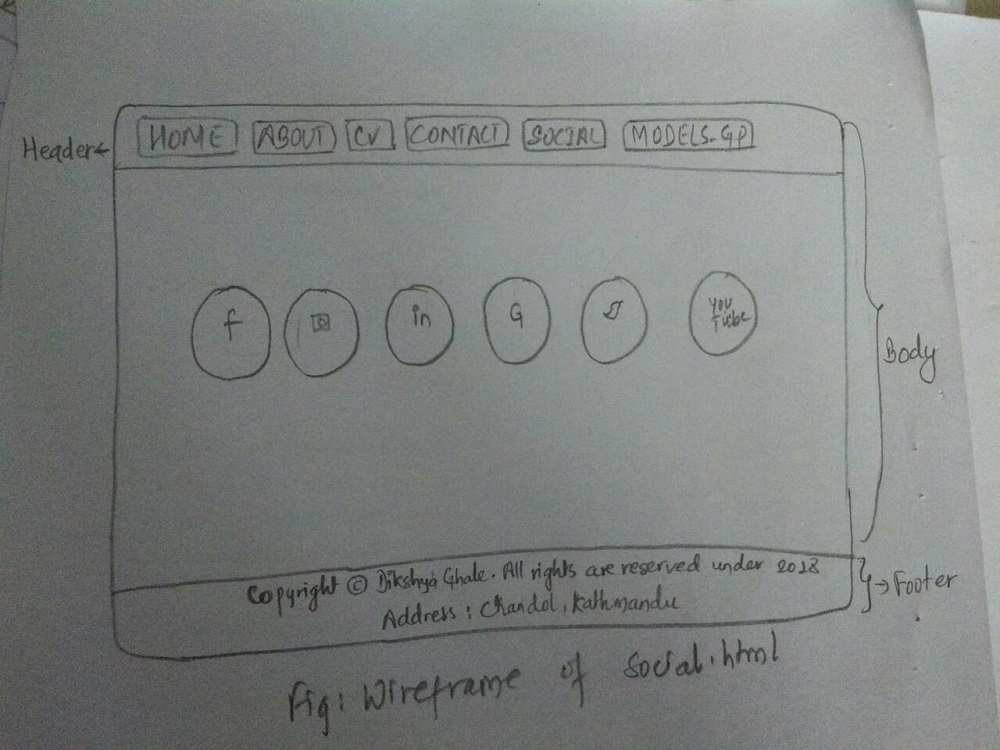 Header
HOME ABOUT CV CONTACT SOCIAL MODELS.GP
f in G You Tube
Body
Copyright © Dikshya Ghale. All rights are reserved under 2018
Address : Chandol, Kathmandu
Footer
Fig: Wireframe of social.html